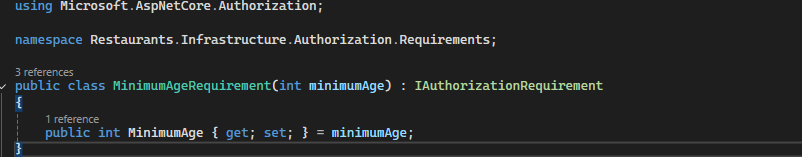 using Microsoft.AspNetCore.Authorization;
namespace Restaurants.Infrastructure.Authorization.Requirements;
3 references
public class MinimumAgeRequirement(int minimumAge) : IAuthorizationRequirement
{
1 reference
public int MinimumAge { get; set; } = minimumAge;
}